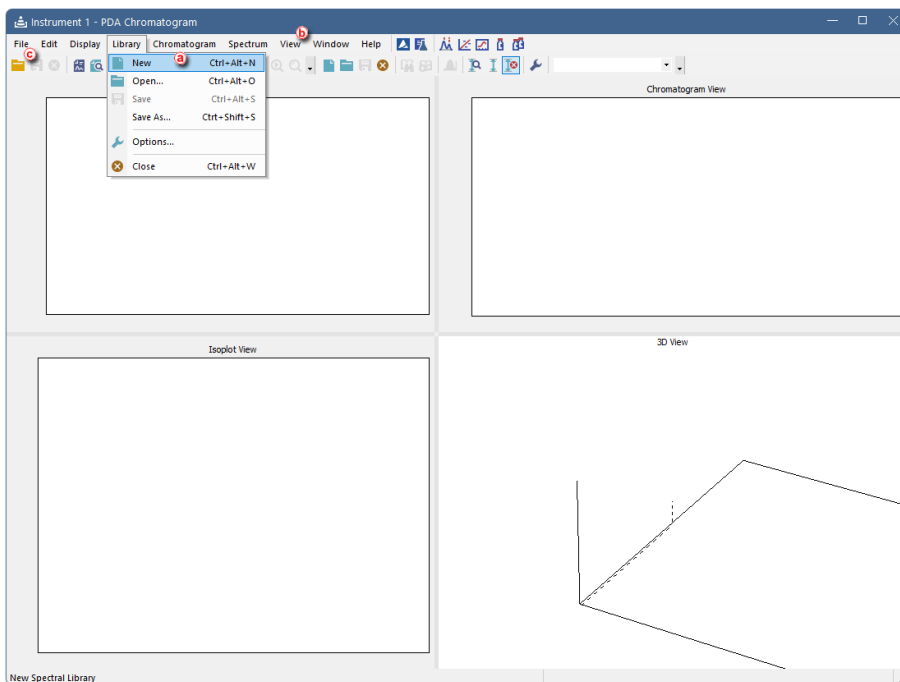 Instrument 1 - PDA Chromatogram
b
File Edit Display Library Chromatogram Spectrum View Window Help
c
a
New Ctrl+Alt+N
Open... Ctrl+Alt+O
Save Ctrl+Alt+S
Save As... Ctrt+Shift+S
Options...
Close Ctrl+Alt+W
Chromatogram View
Isoplot View
3D View
New Spectral Library